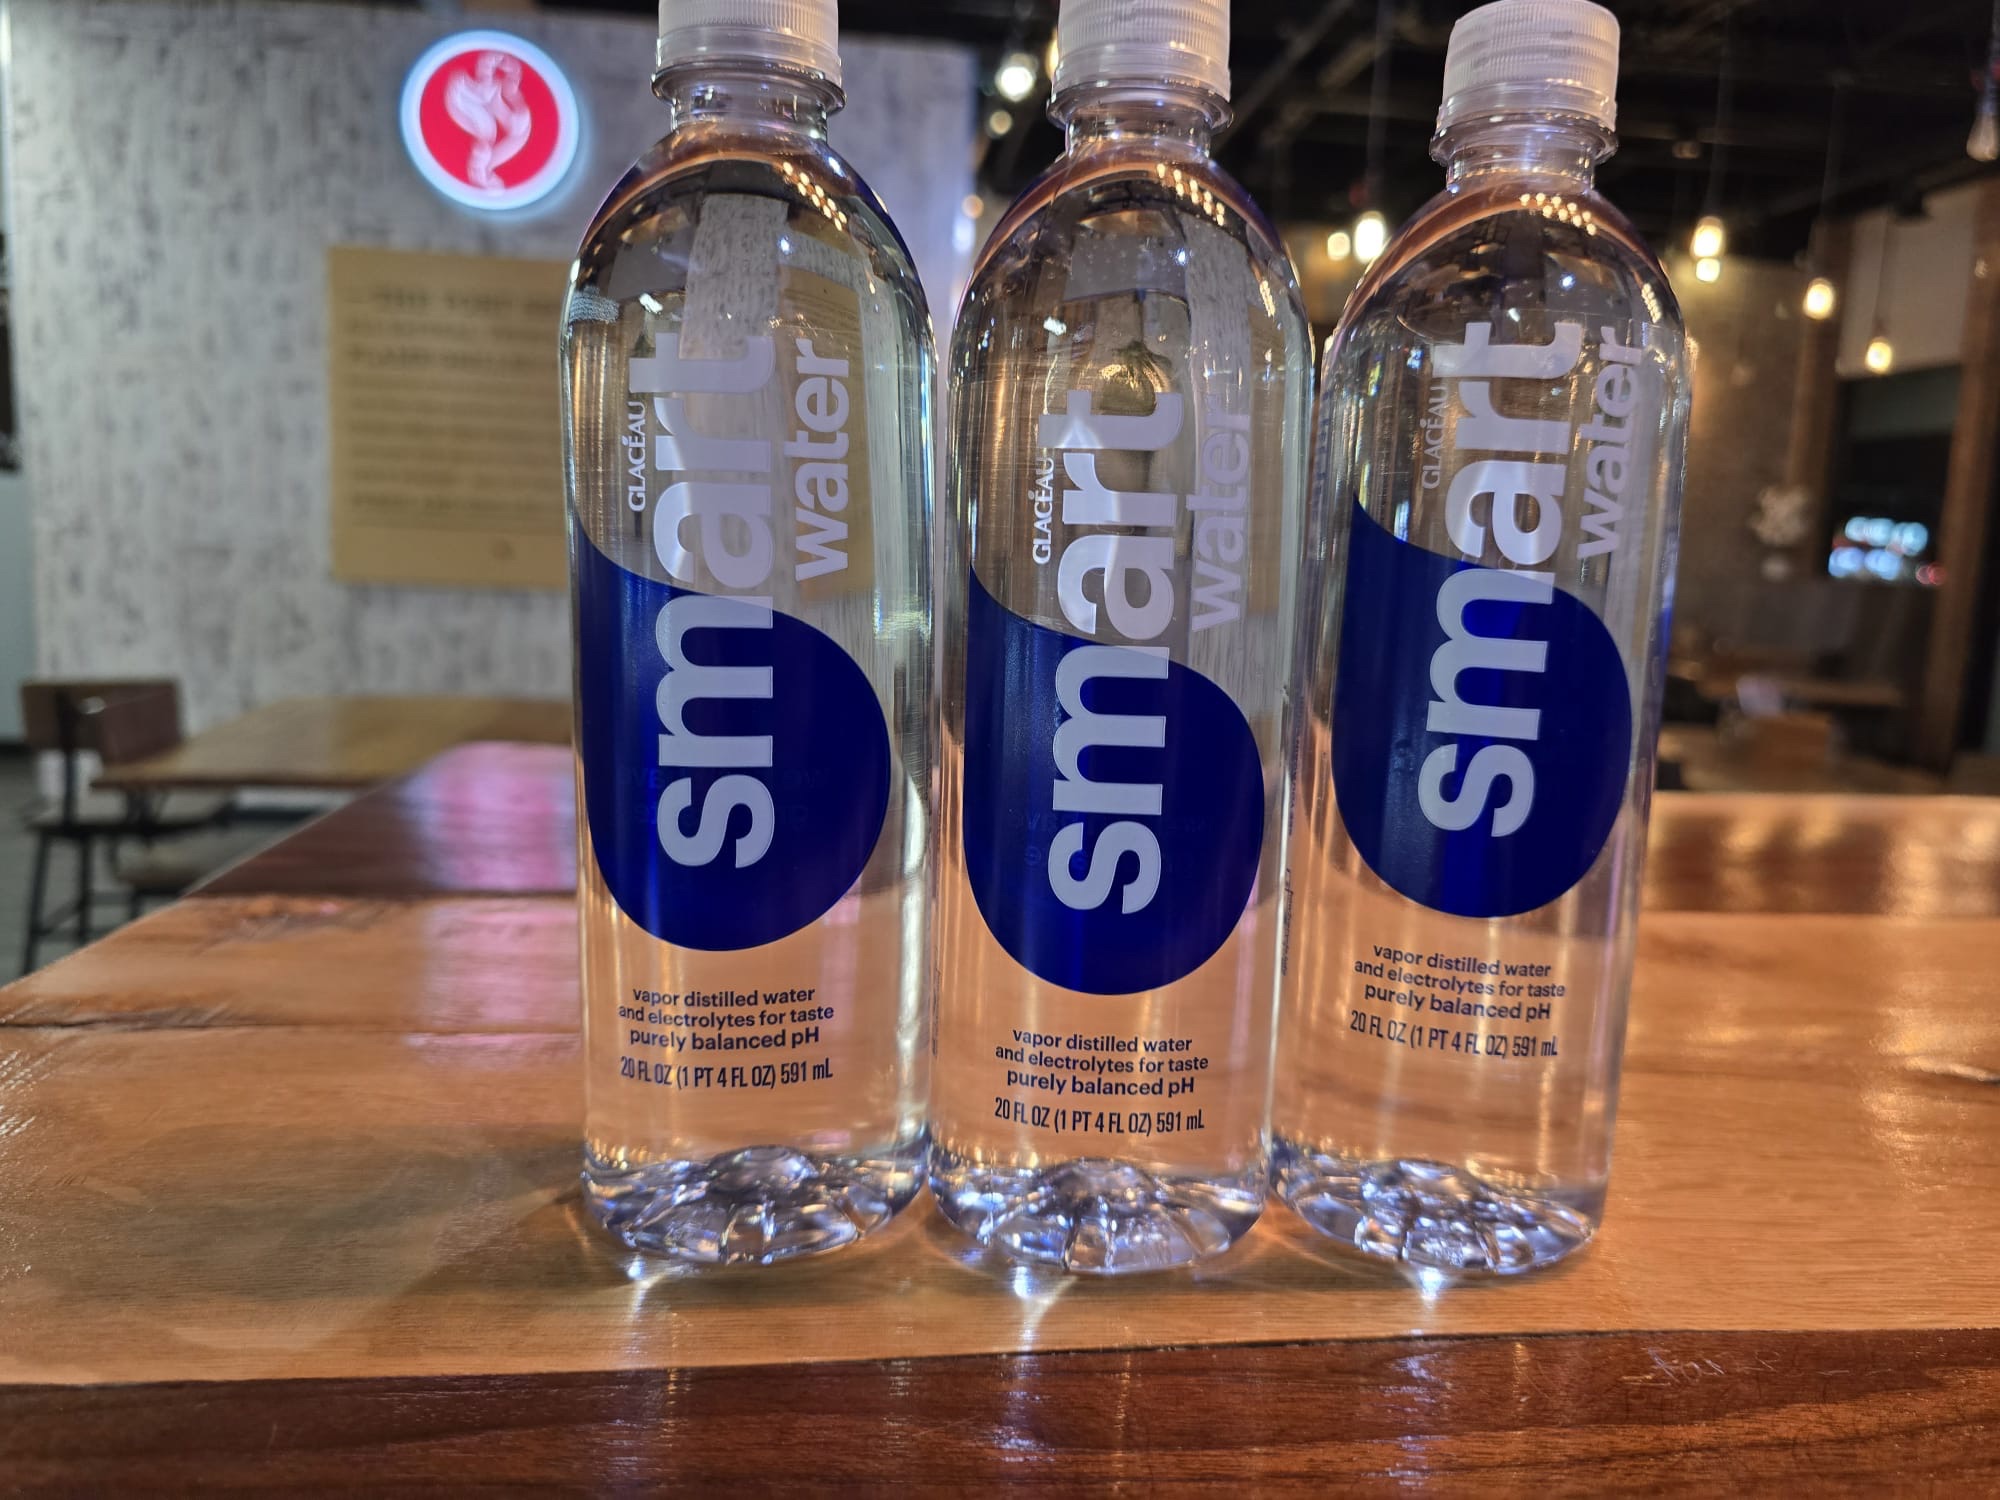 GLACÉAU
smart
water
vapor distilled water
and electrolytes for taste
purely balanced pH
20 FL OZ (1 PT 4 FL OZ) 591 mL
GLACÉAU
smart
water
vapor distilled water
and electrolytes for taste
purely balanced pH
20 FL OZ (1 PT 4 FL OZ) 591 mL
GLACÉAU
smart
water
vapor distilled water
and electrolytes for taste
purely balanced pH
20 FL OZ (1 PT 4 FL OZ) 591 mL